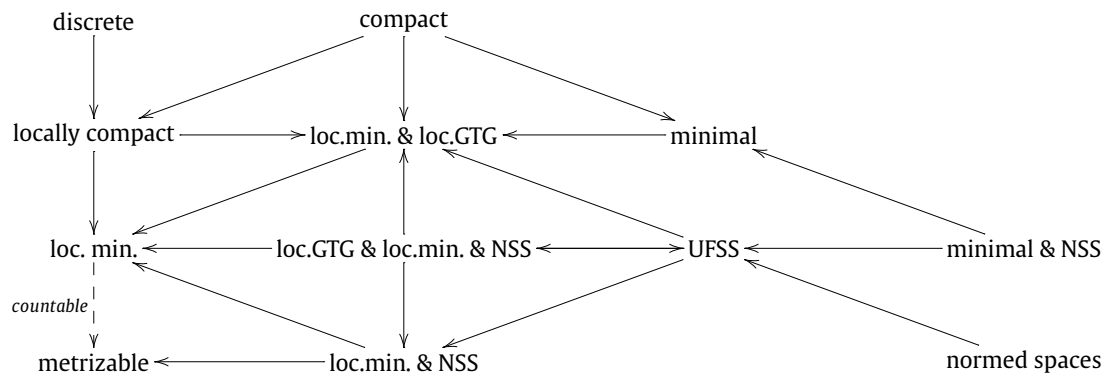 discrete compact
locally compact loc.min. & loc.GTG minimal
loc. min. loc.GTG & loc.min. & NSS UFSS minimal & NSS
countable
metrizable loc.min. & NSS normed spaces